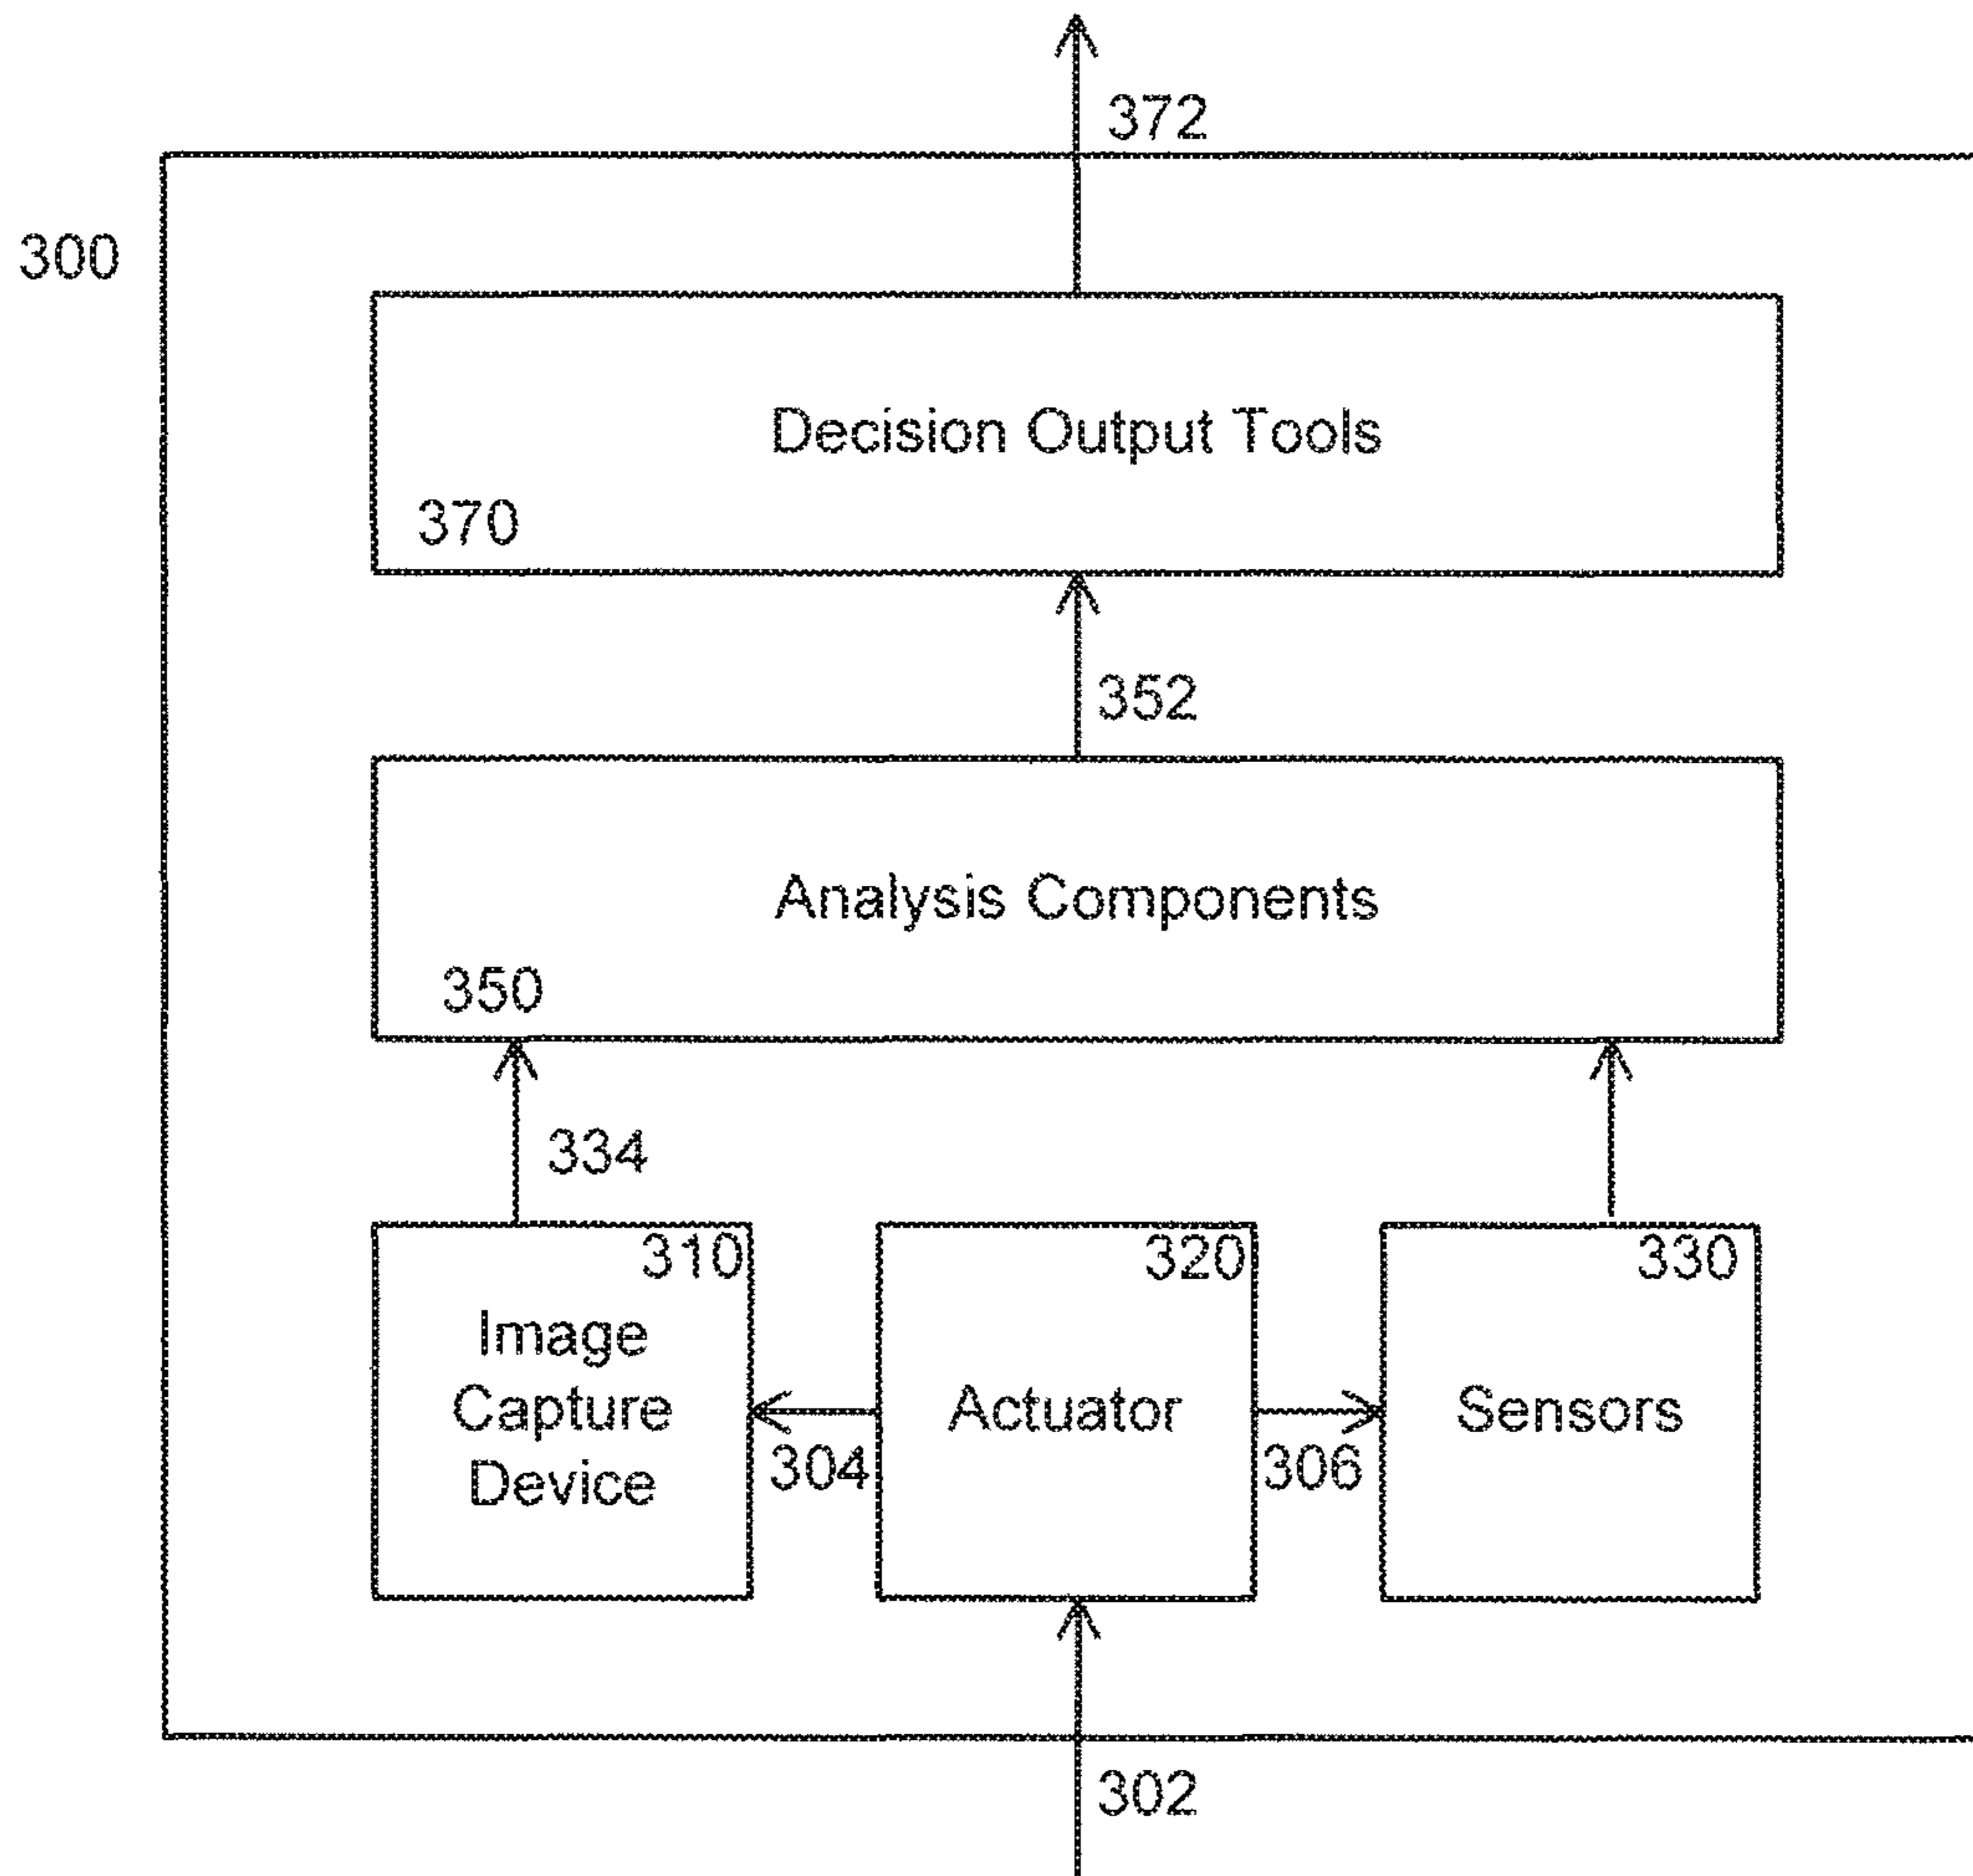 372
300
Decision Output Tools
370
352
Analysis Components
350
334
310
320
330
Image
Capture
Device
Actuator
Sensors
304
306
302